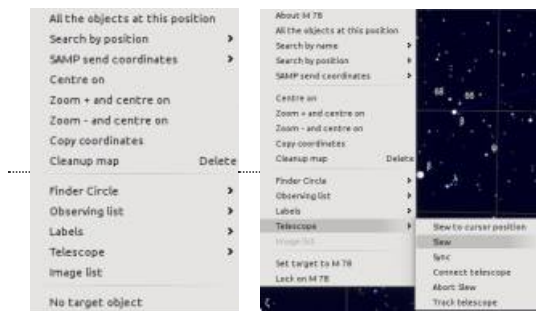 All the objects at this position
Search by position
SAMP send coordinates
Centre on
Zoom + and centre on
Zoom - and centre on
Copy coordinates
Cleanup map Delete
Finder Circle
Observing list
Labels
Telescope
Image list
No target object
About M 78
All the objects at this position
Search by name
Search by position
SAMP send coordinates
Centre on
Zoom + and centre on
Zoom - and centre on
Copy coordinates
Cleanup map Delete
Finder Circle
Observing list
Labels
Telescope
Image list
Set target to M 78
Lock on M 78
Slew to cursor position
Slew
Sync
Connect telescope
Abort Slew
Track telescope